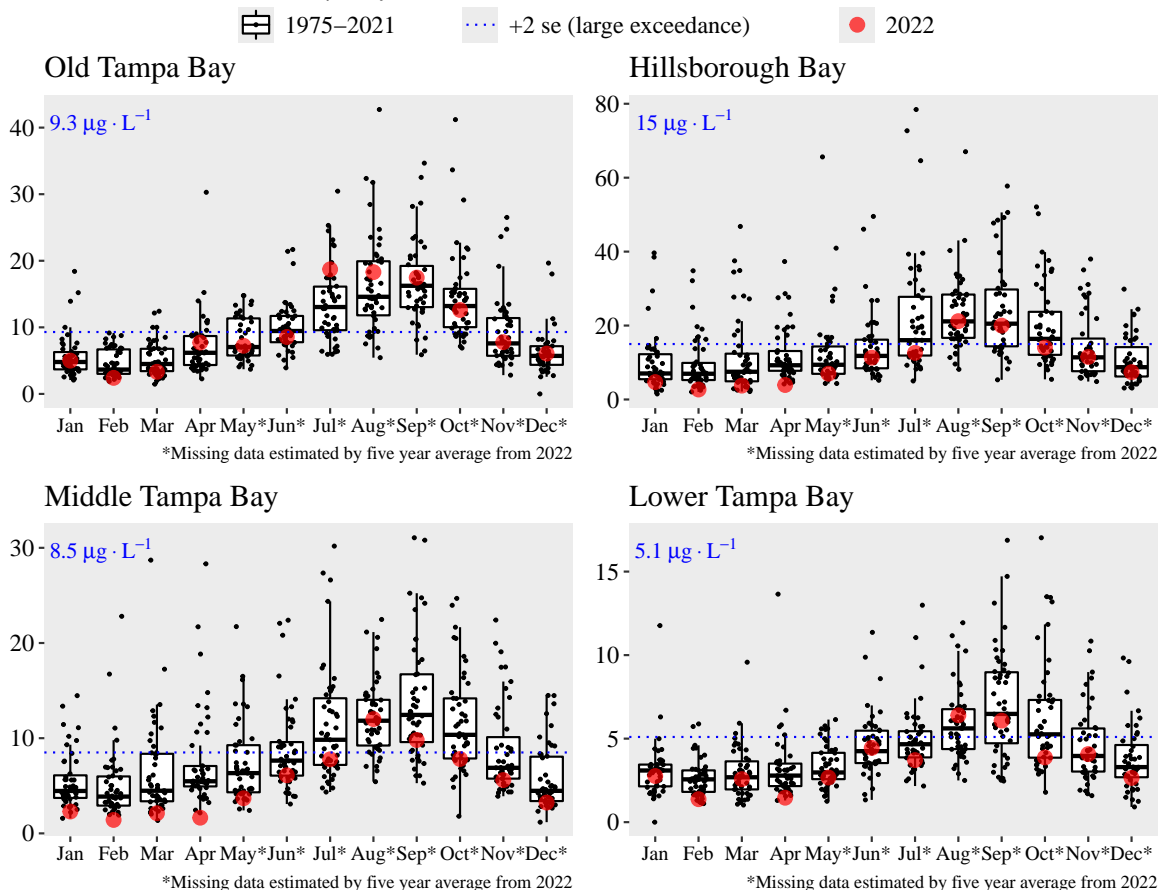 1975−2021
+2 se (large exceedance)
2022
Old Tampa Bay
9.3 μg · L−1
40
30
20
10
0
Jan Feb Mar Apr May* Jun* Jul* Aug* Sep* Oct* Nov* Dec*
*Missing data estimated by five year average from 2022
Hillsborough Bay
15 μg · L−1
80
60
40
20
0
Jan Feb Mar Apr May* Jun* Jul* Aug* Sep* Oct* Nov* Dec*
*Missing data estimated by five year average from 2022
Middle Tampa Bay
8.5 μg · L−1
30
20
10
0
Jan Feb Mar Apr May* Jun* Jul* Aug* Sep* Oct* Nov* Dec*
*Missing data estimated by five year average from 2022
Lower Tampa Bay
5.1 μg · L−1
15
10
5
0
Jan Feb Mar Apr May* Jun* Jul* Aug* Sep* Oct* Nov* Dec*
*Missing data estimated by five year average from 2022